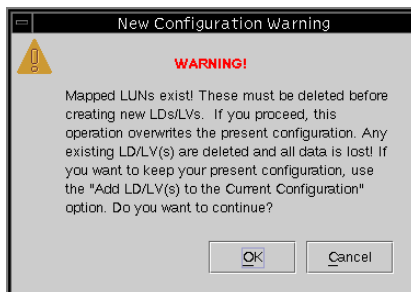 New Configuration Warning
WARNING!
Mapped LUNs exist! These must be deleted before
creating new LDs/LVs. If you proceed, this
operation overwrites the present configuration. Any
existing LD/LV(s) are deleted and all data is lost! If
you want to keep your present configuration, use
the "Add LD/LV(s) to the Current Configuration"
option. Do you want to continue?
OK
Cancel